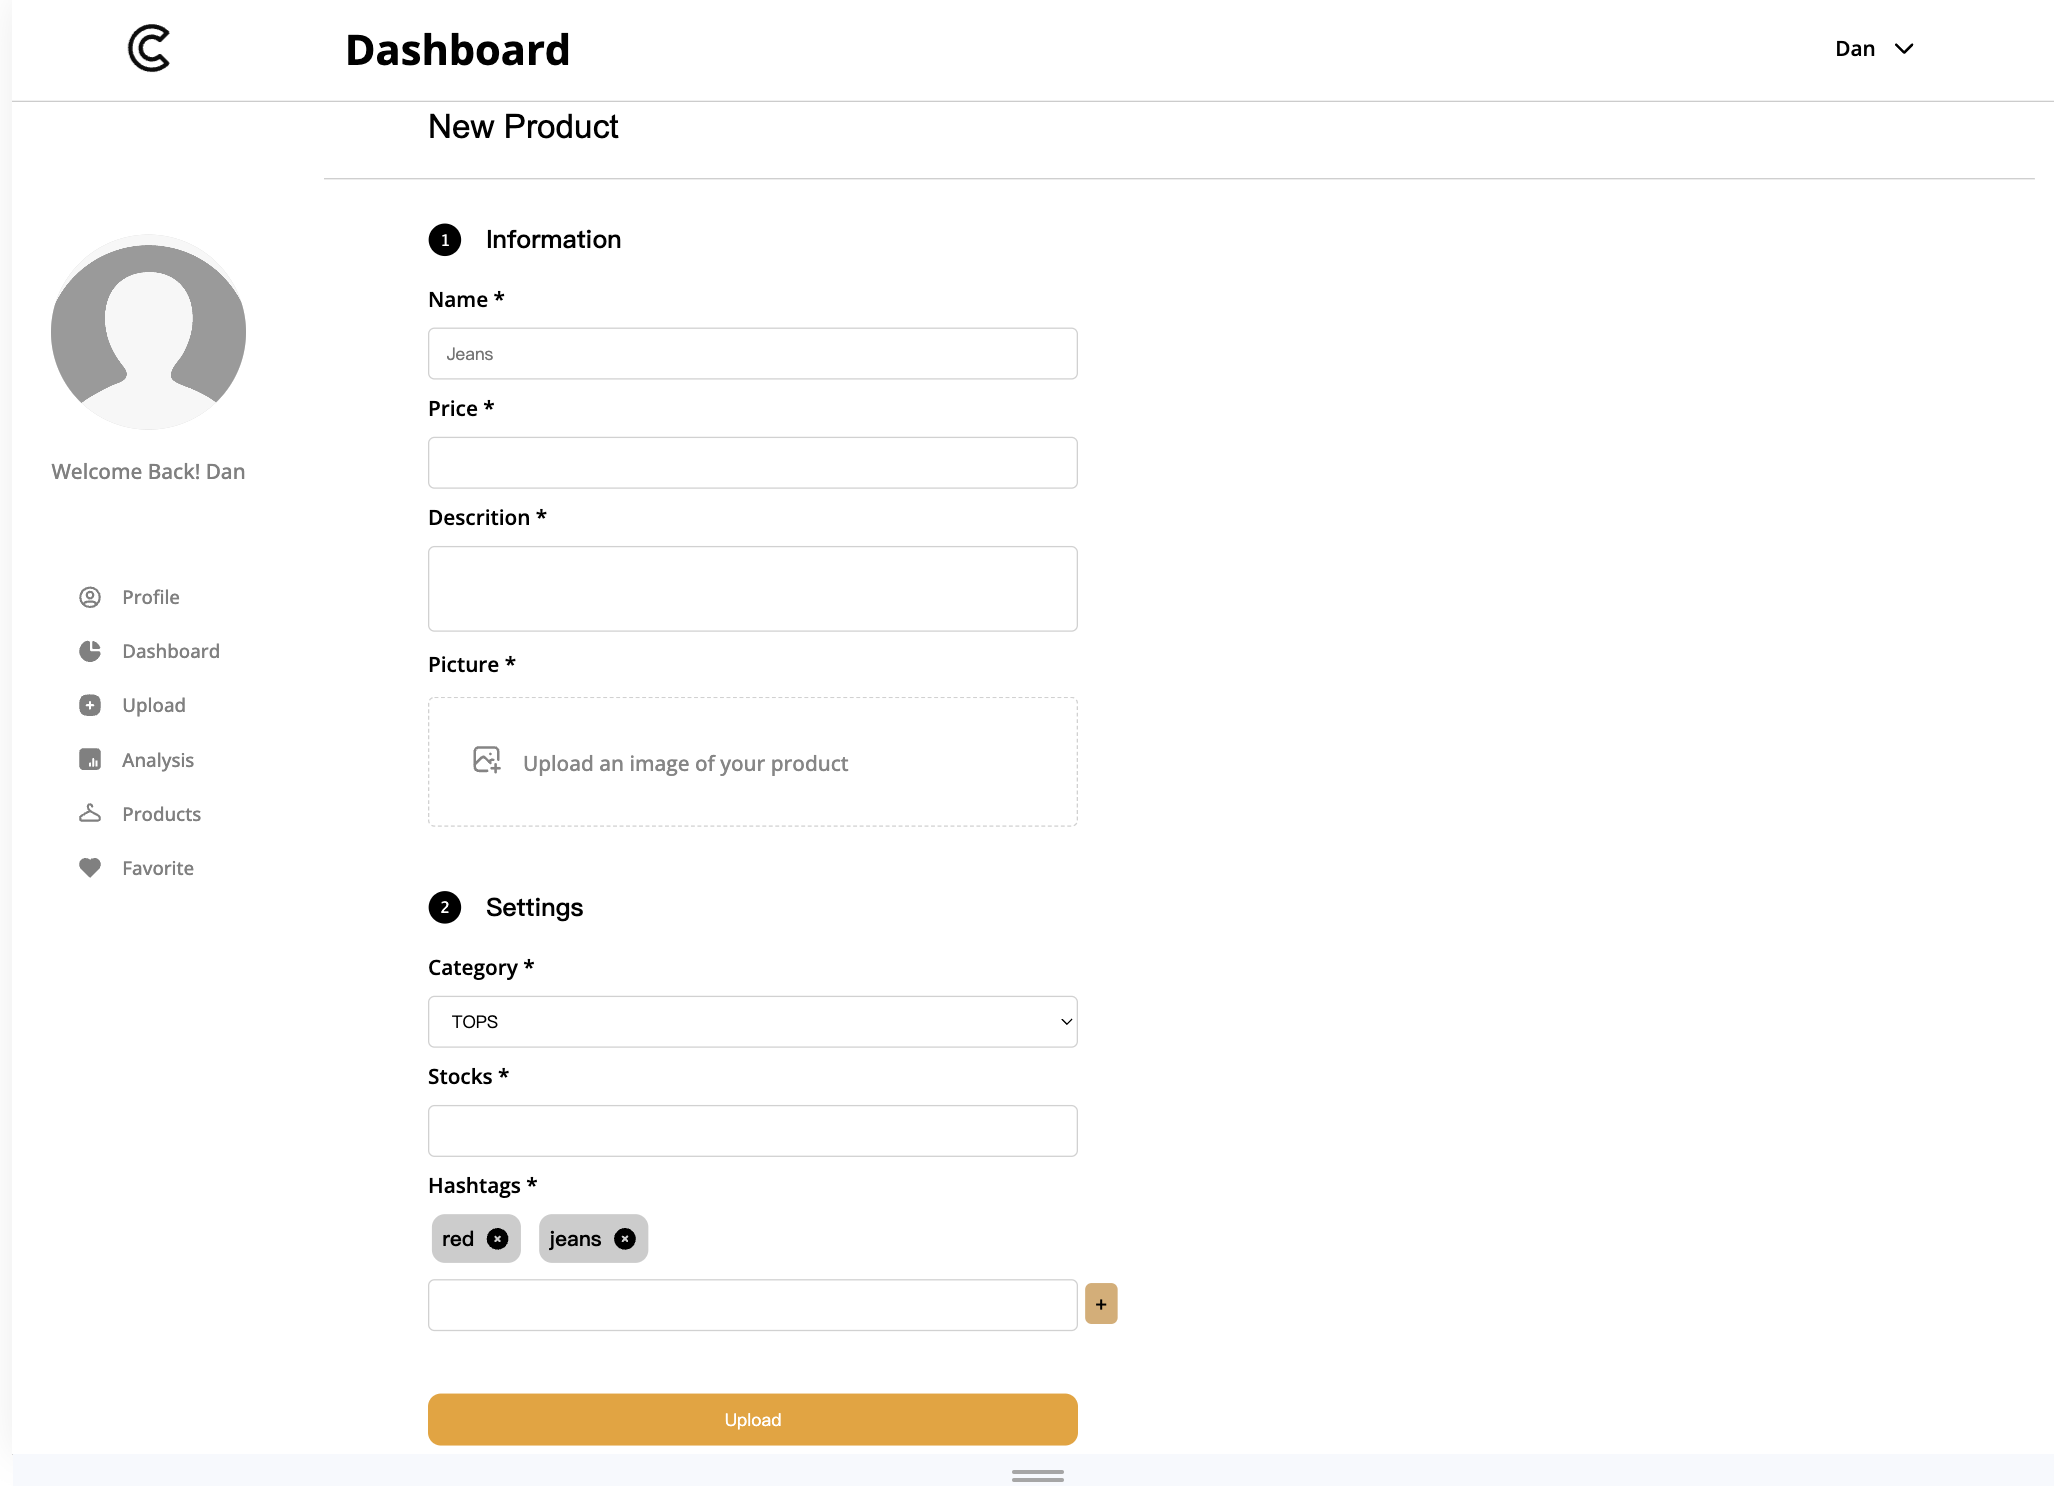 Dashboard
Dan
New Product
Welcome Back! Dan
Profile
Dashboard
Upload
Analysis
Products
Favorite
1 Information
Name *
Jeans
Price *
Descrition *
Picture *
Upload an image of your product
2 Settings
Category *
TOPS
Stocks *
Hashtags *
red jeans
+
Upload